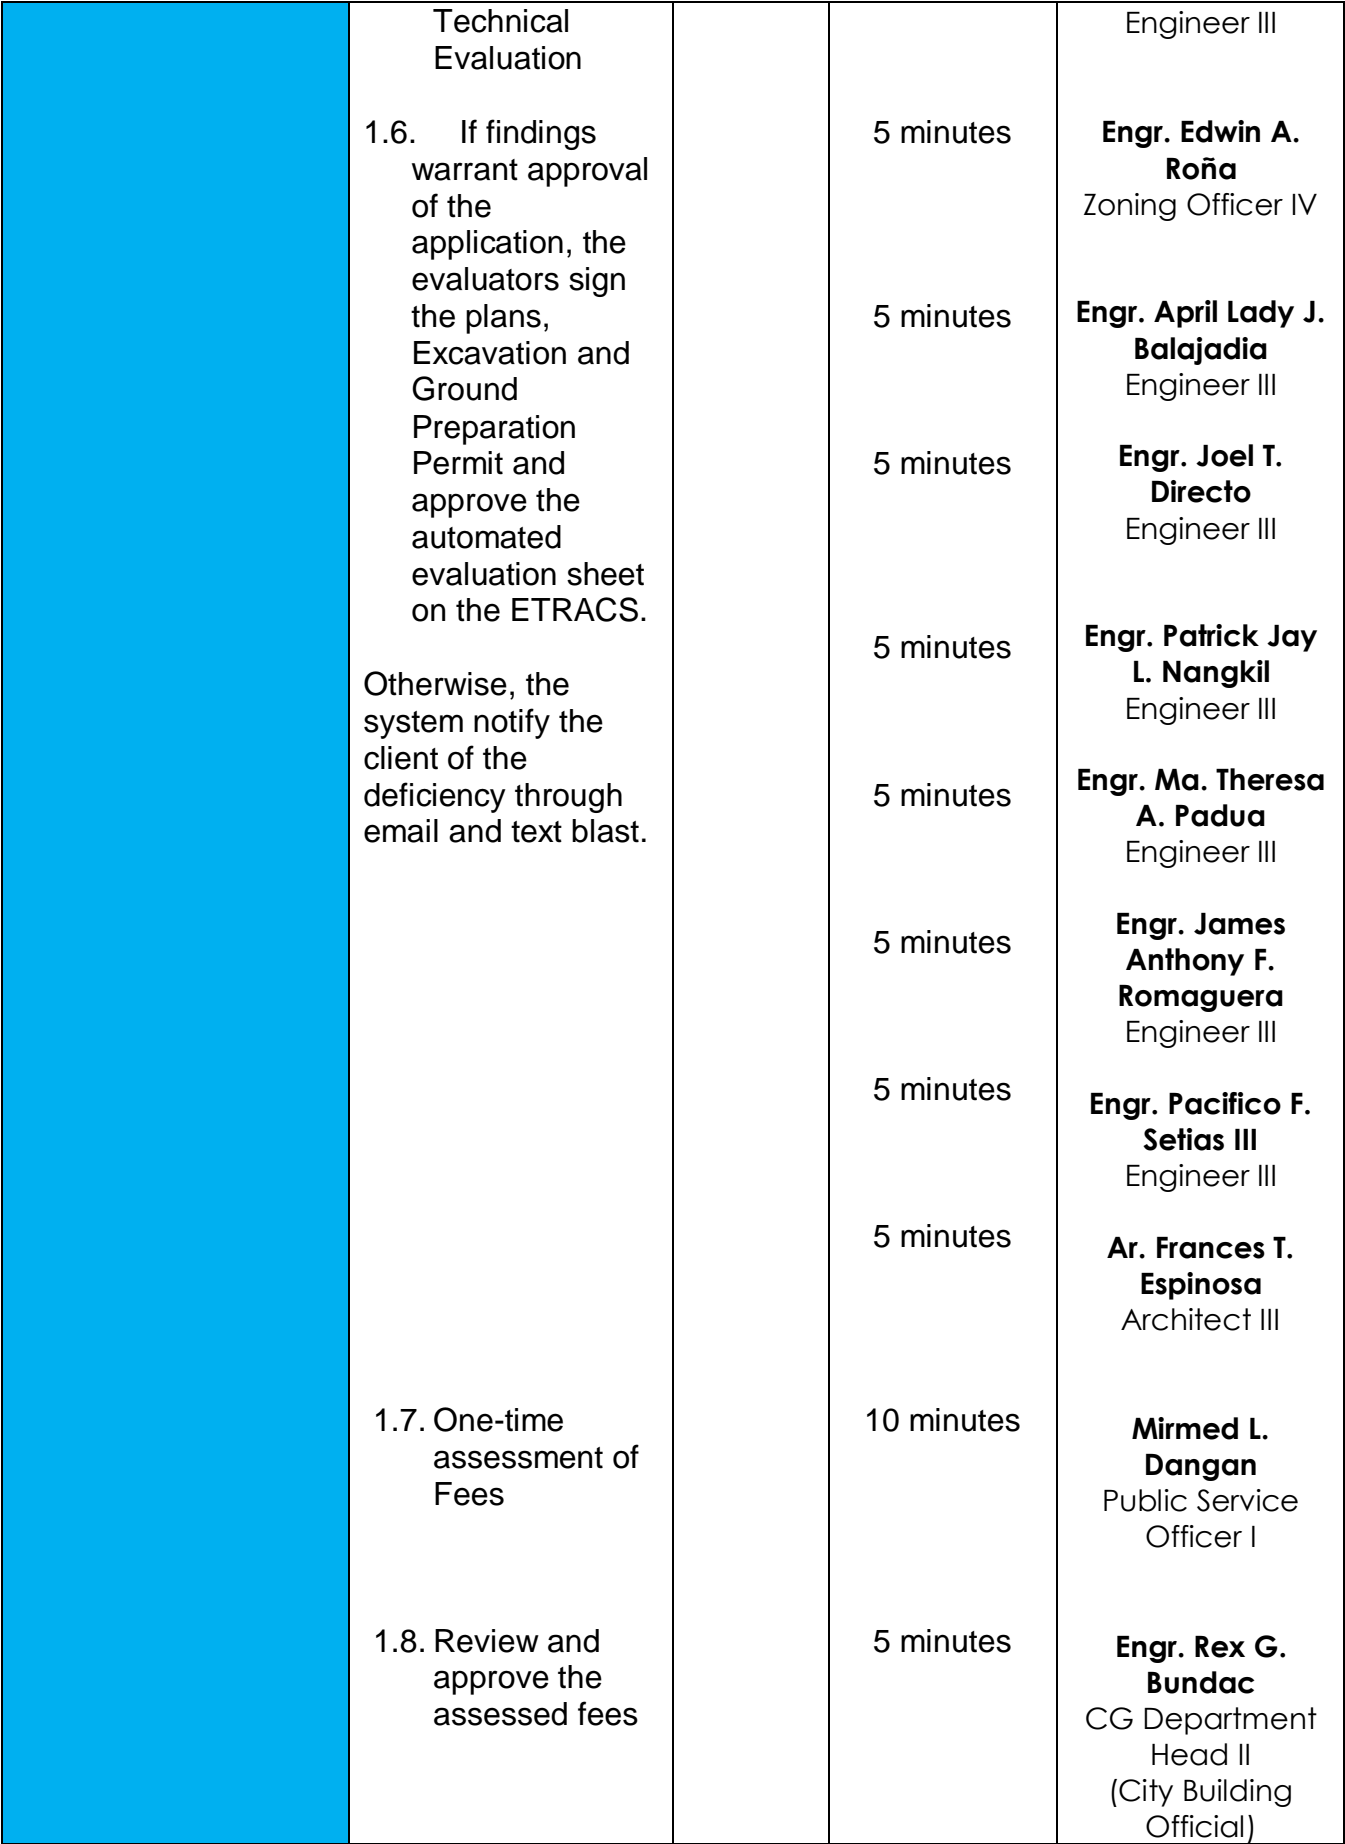 Technical
Evaluation
Engineer III
1.6. If findings
warrant approval
of the
application, the
evaluators sign
the plans,
Excavation and
Ground
Preparation
Permit and
approve the
automated
evaluation sheet
on the ETRACS.
Otherwise, the
system notify the
client of the
deficiency through
email and text blast.
5 minutes
Engr. Edwin A.
Roña
Zoning Officer IV
5 minutes
Engr. April Lady J.
Balajadia
Engineer III
5 minutes
Engr. Joel T.
Directo
Engineer III
5 minutes
Engr. Patrick Jay
L. Nangkil
Engineer III
5 minutes
Engr. Ma. Theresa
A. Padua
Engineer III
5 minutes
Engr. James
Anthony F.
Romaguera
Engineer III
5 minutes
Engr. Pacifico F.
Setias III
Engineer III
5 minutes
Ar. Frances T.
Espinosa
Architect III
1.7. One-time
assessment of
Fees
10 minutes
Mirmed L.
Dangan
Public Service
Officer I
1.8. Review and
approve the
assessed fees
5 minutes
Engr. Rex G.
Bundac
CG Department
Head II
(City Building
Official)